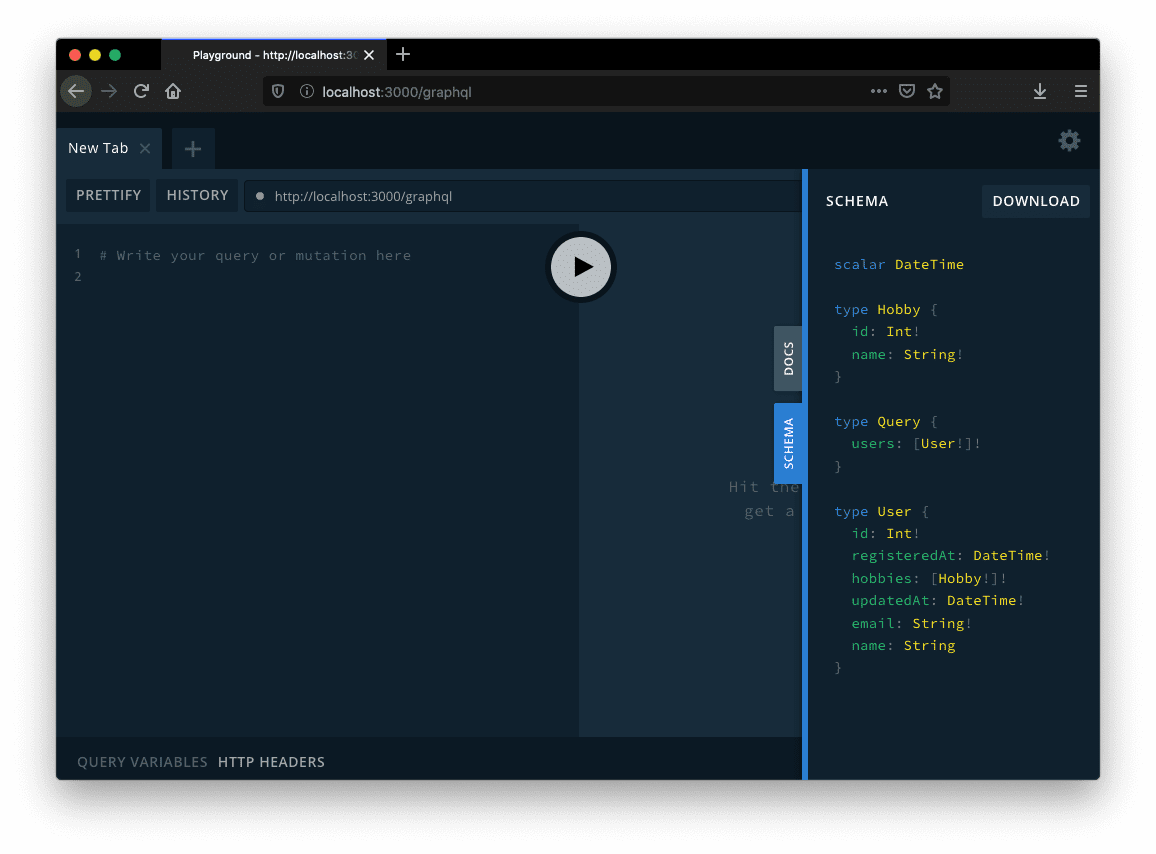 Playground - http://localhost:30
localhost:3000/graphql
New Tab
PRETTIFY HISTORY http://localhost:3000/graphql
1 # Write your query or mutation here
2
Hit the
get a
DOCS
SCHEMA
SCHEMA DOWNLOAD
scalar DateTime
type Hobby {
id: Int!
name: String!
}
type Query {
users: [User!]!
}
type User {
id: Int!
registeredAt: DateTime!
hobbies: [Hobby!]!
updatedAt: DateTime!
email: String!
name: String
}
QUERY VARIABLES HTTP HEADERS